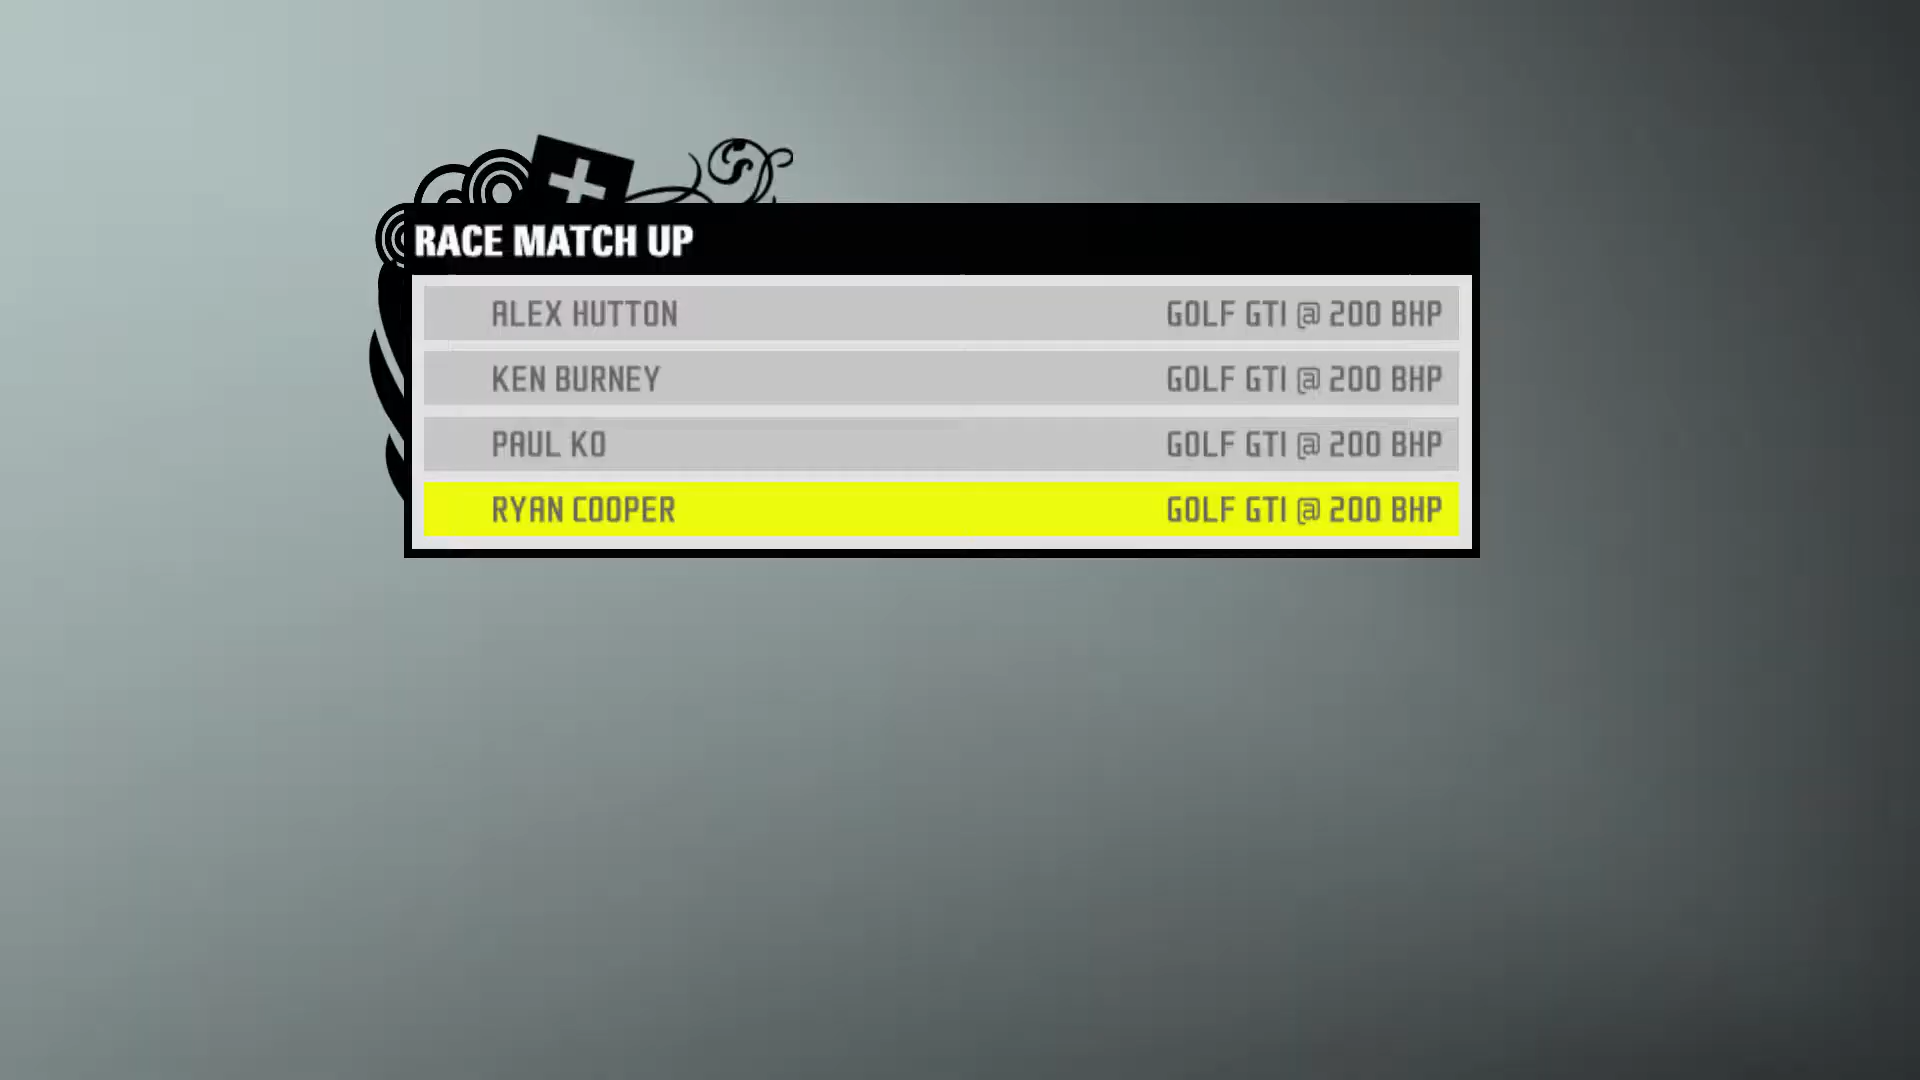 RACE MATCH UP
ALEX HUTTON GOLF GTI @ 200 BHP
KEN BURNEY GOLF GTI @ 200 BHP
PAUL KO GOLF GTI @ 200 BHP
RYAN COOPER GOLF GTI @ 200 BHP